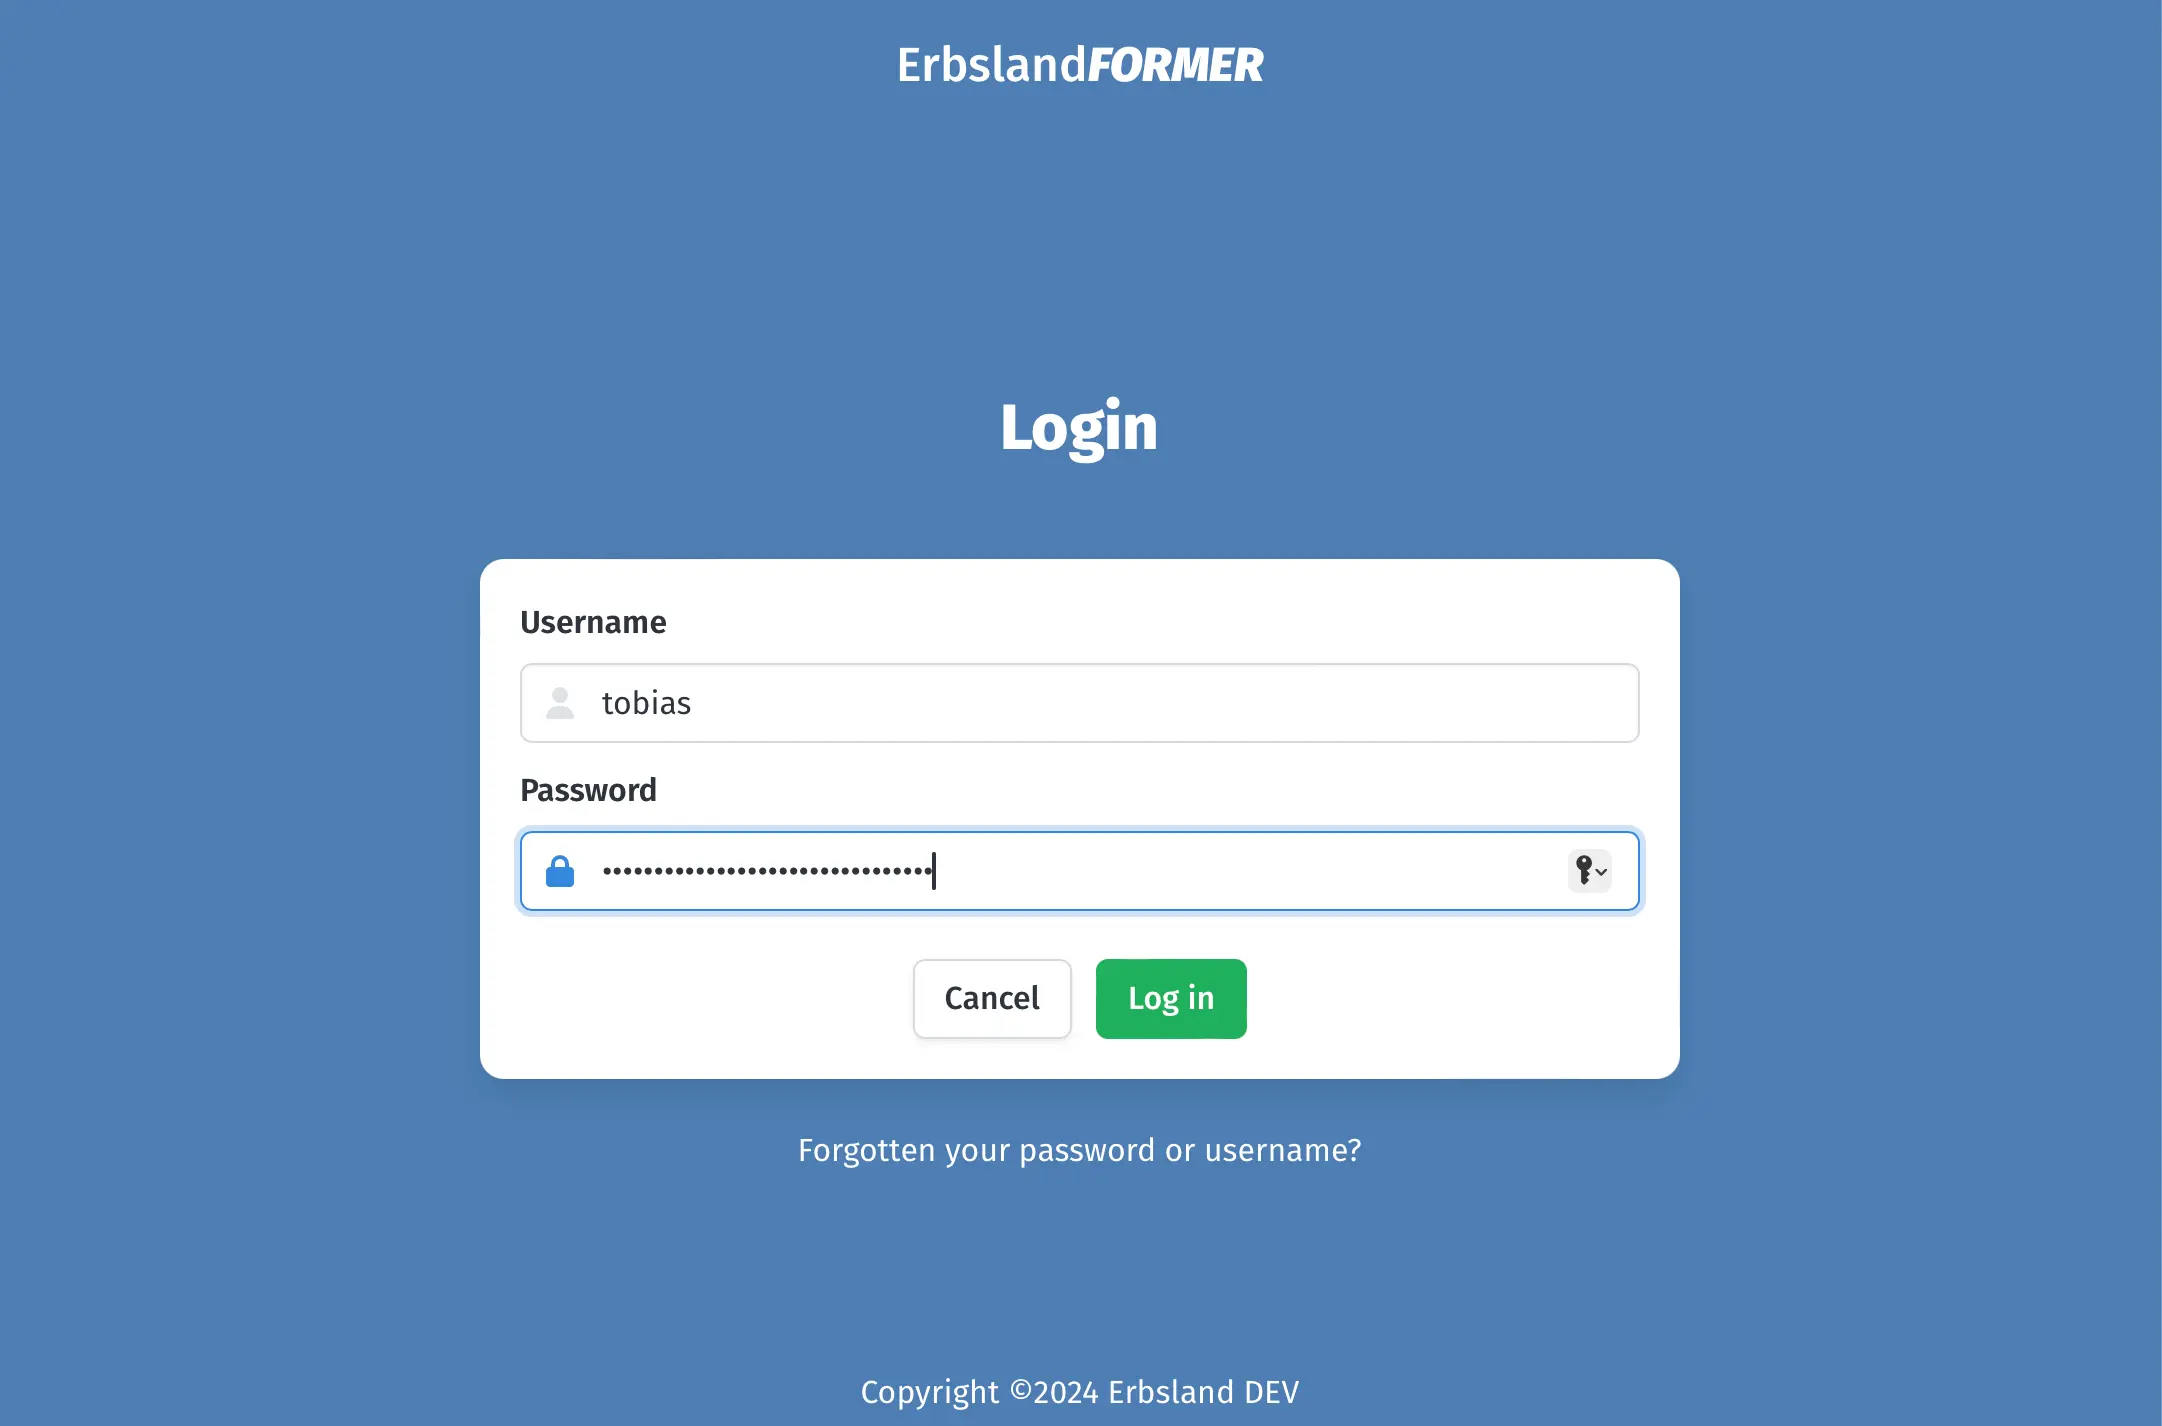 ErbslandFORMER
Login
Username
tobias
Password
Cancel
Log in
Forgotten your password or username?
Copyright ©2024 Erbsland DEV